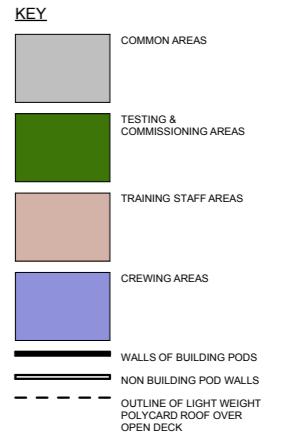 KEY
COMMON AREAS
TESTING &
COMMISSIONING AREAS
TRAINING STAFF AREAS
CREWING AREAS
WALLS OF BUILDING PODS
NON BUILDING POD WALLS
OUTLINE OF LIGHT WEIGHT
POLYCARD ROOF OVER
OPEN DECK